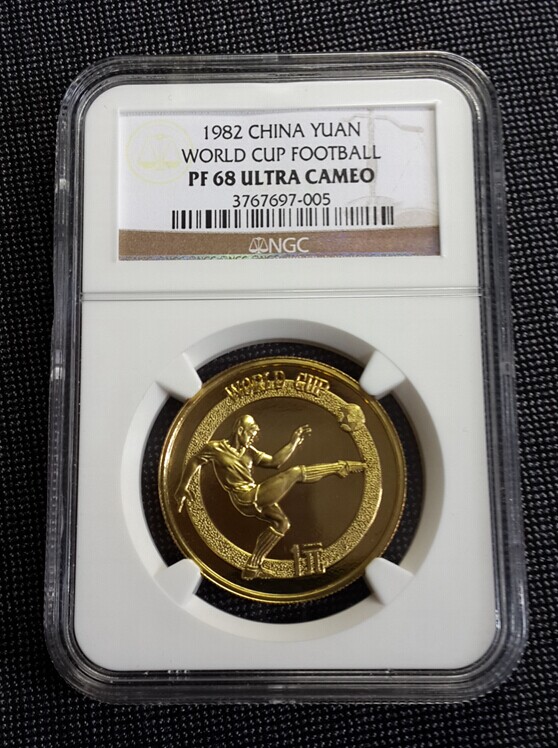 1982 CHINA YUAN
WORLD CUP FOOTBALL
PF 68 ULTRA CAMEO
3767697-005
NGC
WORLD CUP
1元